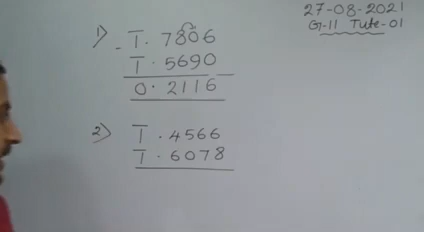 27-08-2021
G-11 Tute-01
1) T̅.7806
- T̅.5690
0.2116
2) T̅.4566
T̅.6078